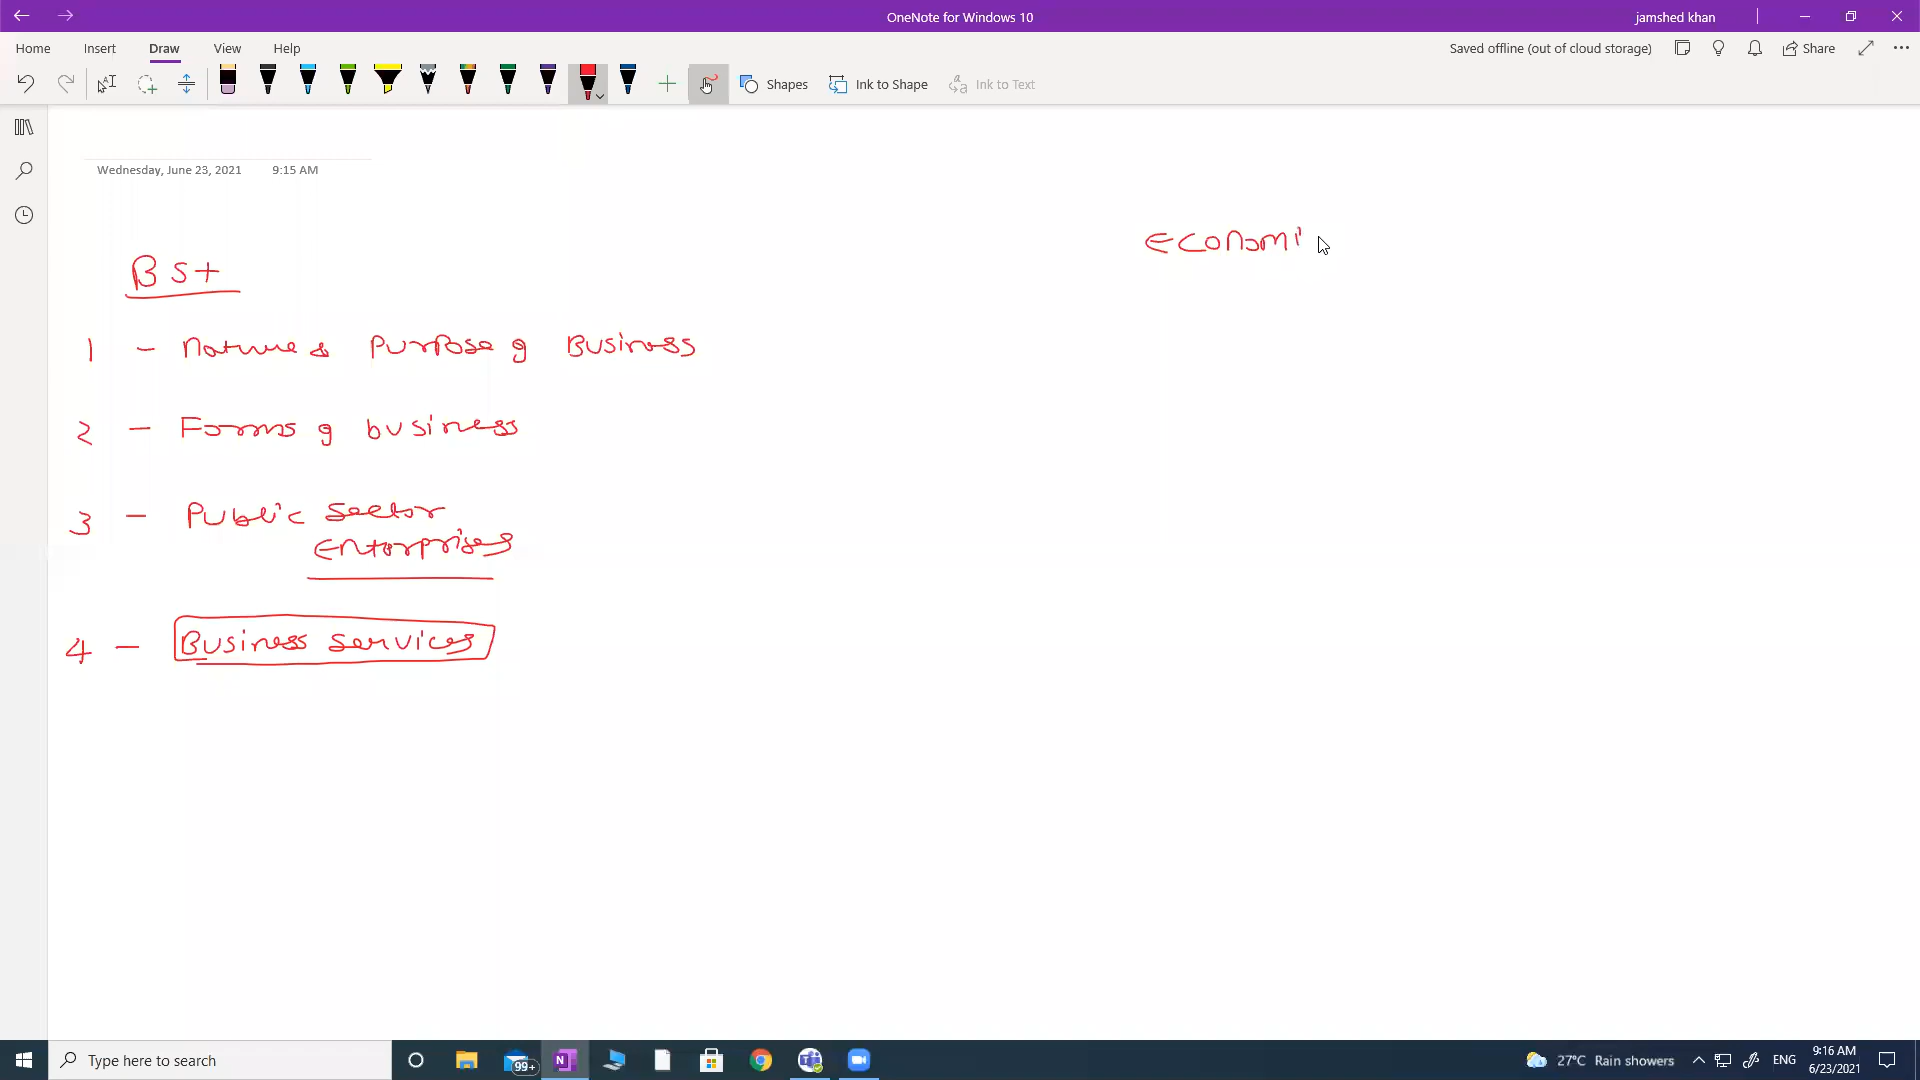 OneNote for Windows 10
jamshed khan
Home Insert Draw View Help
Saved offline (out of cloud storage)
Share
Shapes
Ink to Shape
Ink to Text
Wednesday, June 23, 2021 9:15 AM
Economi
BSt
1 - Nature & Purpose of Business
2 - Forms of business
3 - Public Sector
Enterprises
4 - Business Services
Type here to search
99+
27°C Rain showers
ENG
9:16 AM
6/23/2021